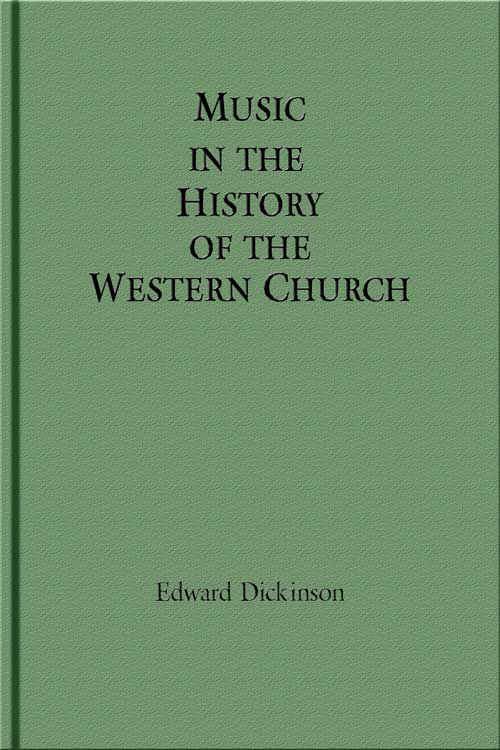 MUSIC
IN THE
HISTORY
OF THE
WESTERN CHURCH
Edward Dickinson